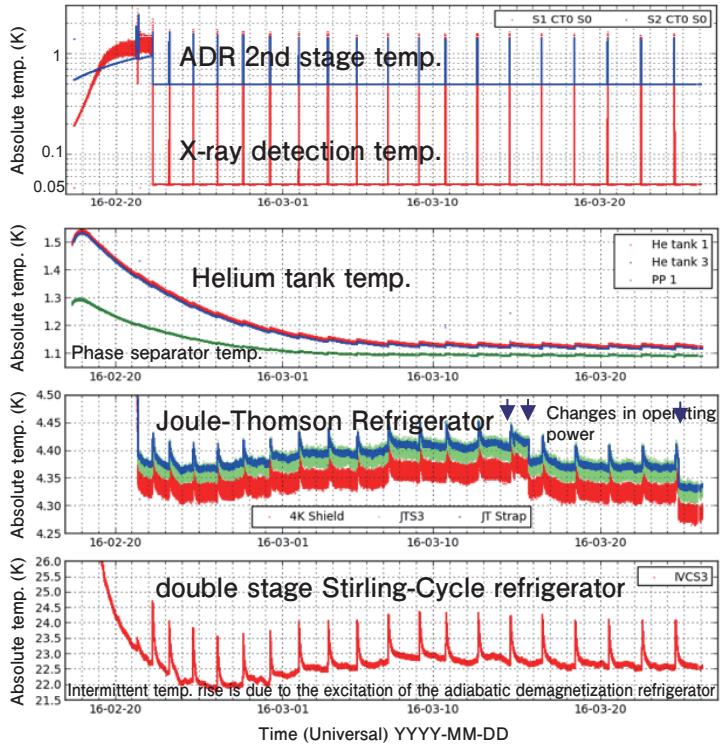 Absolute temp. (K)
1
0.1
0.05
S1 CT0 S0 S2 CT0 S0
ADR 2nd stage temp.
X-ray detection temp.
16-02-20 16-03-01 16-03-10 16-03-20
Absolute temp. (K)
1.5
1.4
1.3
1.2
1.1
He tank 1
He tank 3
PP 1
Helium tank temp.
Phase separator temp.
16-02-20 16-03-01 16-03-10 16-03-20
Absolute temp. (K)
4.50
4.45
4.40
4.35
4.30
4.25
Joule-Thomson Refrigerator
Changes in operating
power
4K Shield JTS3 JT Strap
16-02-20 16-03-01 16-03-10 16-03-20
Absolute temp. (K)
26.0
25.5
25.0
24.5
24.0
23.5
23.0
22.5
22.0
21.5
IVCS3
double stage Stirling-Cycle refrigerator
Intermittent temp. rise is due to the excitation of the adiabatic demagnetization refrigerator
16-02-20 16-03-01 16-03-10 16-03-20
Time (Universal) YYYY-MM-DD